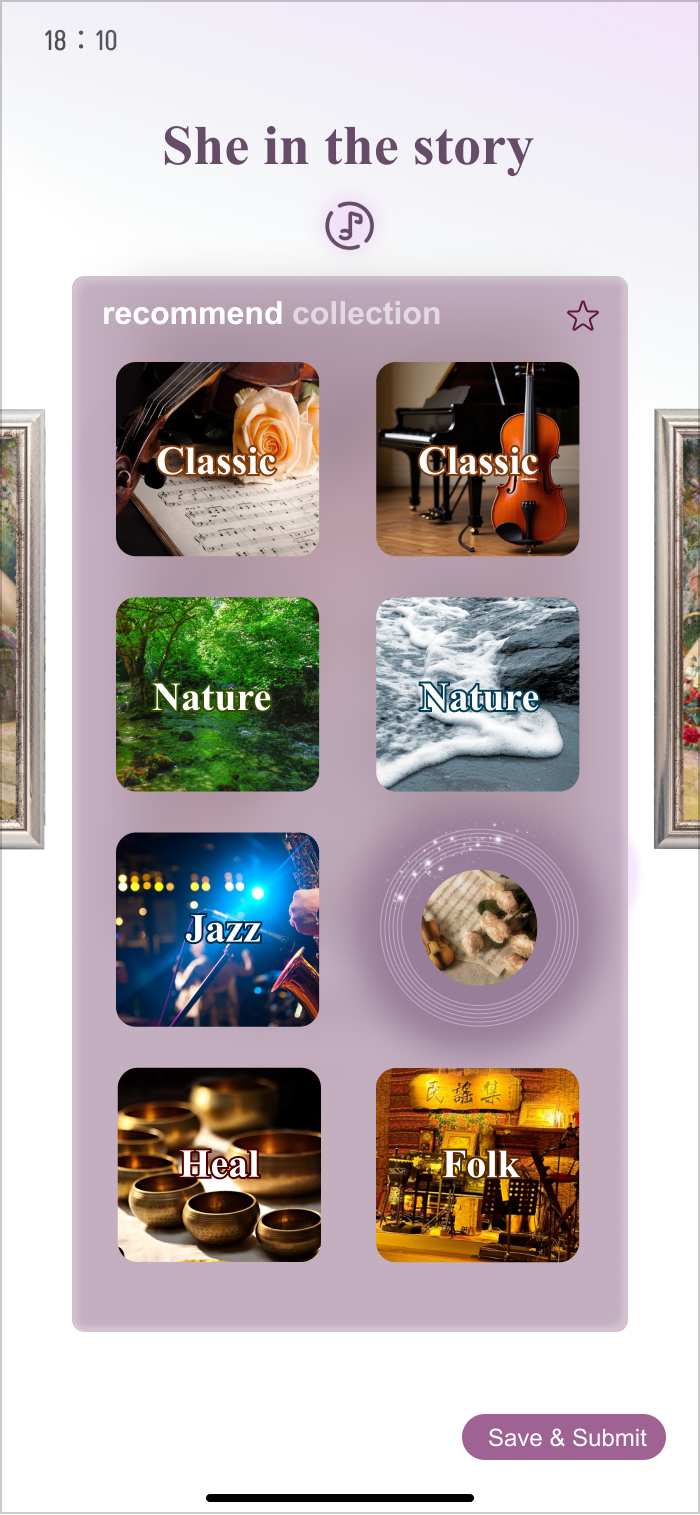 18 : 10
She in the story
recommend collection
Classic
Classic
Nature
Nature
Jazz
民謠集
Heal
Folk
Save & Submit